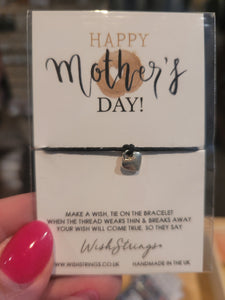 HAPPY
Mother's
DAY!
MAKE A WISH, TIE ON THE BRACELET
WHEN THE THREAD WEARS THIN & BREAKS AWAY
YOUR WISH WILL COME TRUE, SO THEY SAY
WishStrings
WWW.WISHSTRINGS.CO.UK HANDMADE IN THE UK